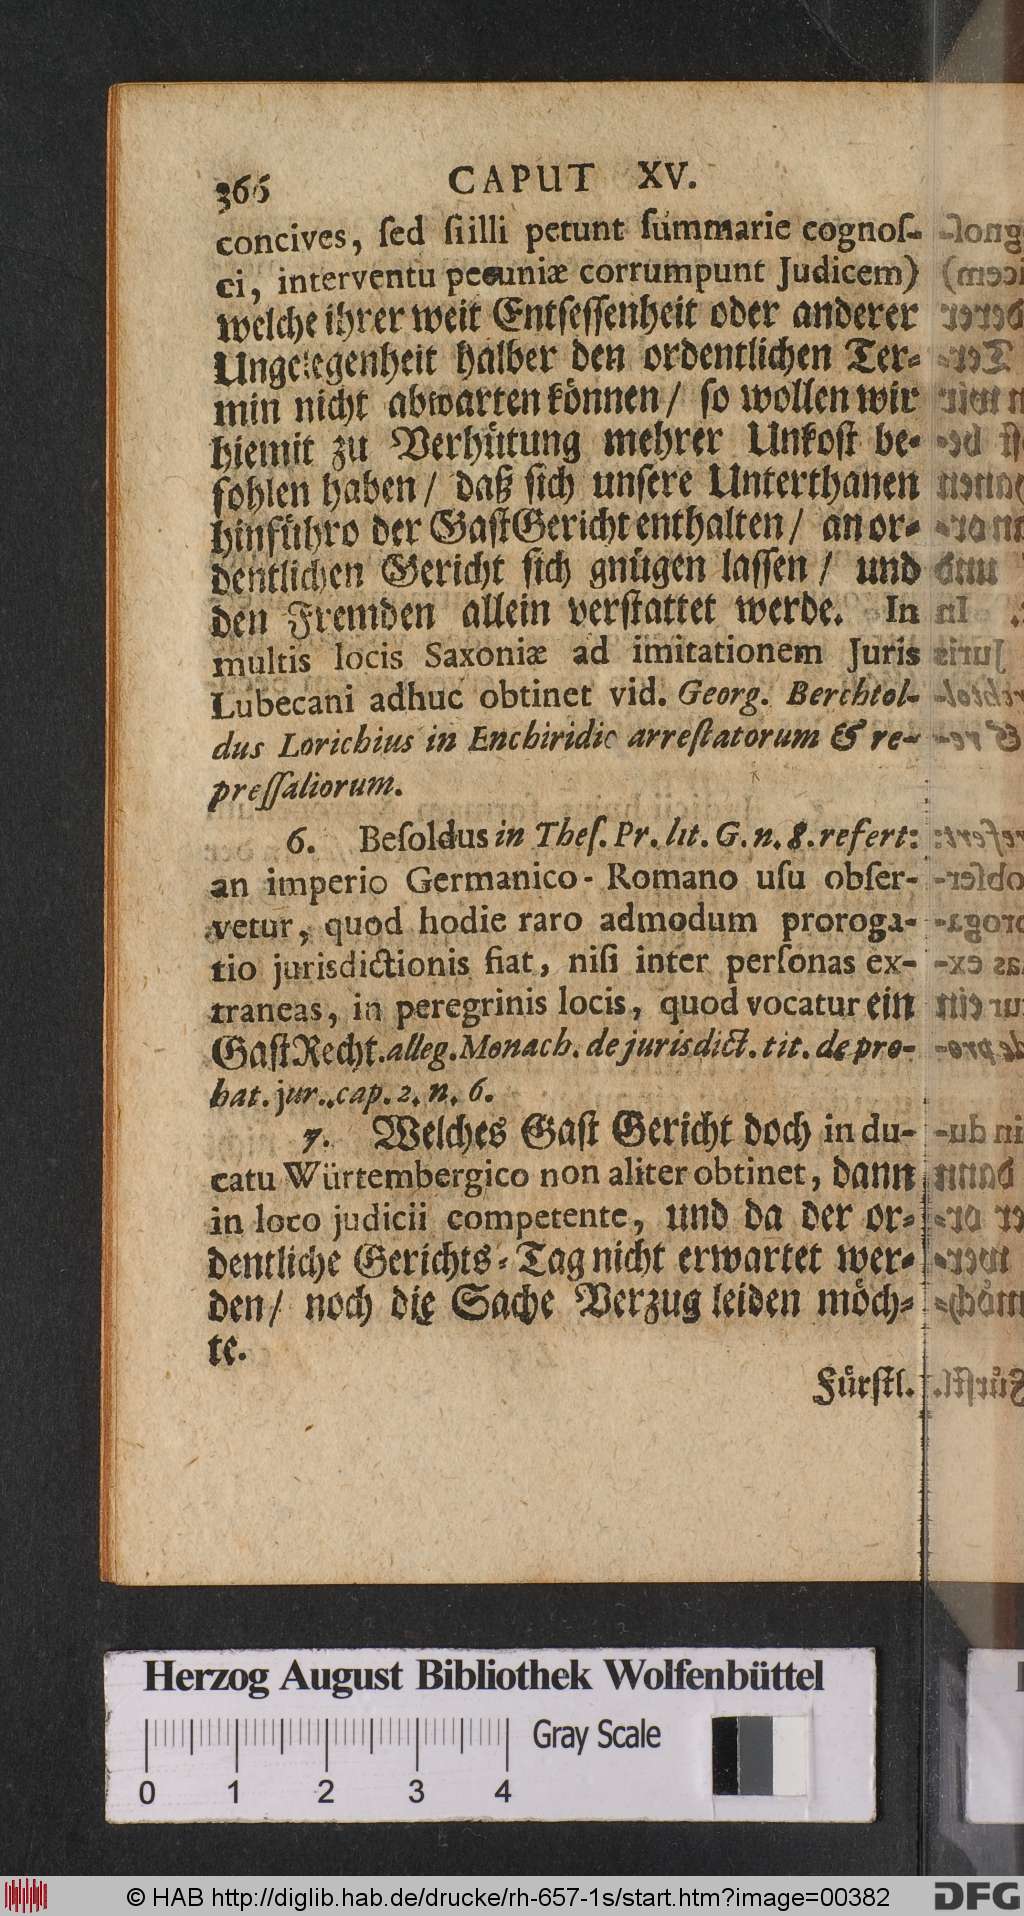 366 CAPUT XV.
concives, ſed ſi illi petunt ſummarie cognoſ-
ci, interventu pecuniæ corrumpunt Judicem)
welche ihrer weit Entſeſſenheit oder anderer
Ungelegenheit halber den ordentlichen Ter-
min nicht abwarten können/ ſo wollen wir
hiemit zu Verhütung mehrer Unkoſt be-
fohlen haben/ daß ſich unſere Unterthanen
hinführo der GaſtGericht enthalten/ an or-
dentlichen Gericht ſich gnügen laſſen/ und
den Fremden allein verſtattet werde. In
multis locis Saxoniæ ad imitationem Juris
Lubecani adhuc obtinet vid. Georg. Berchtol-
dus Lorichius in Enchiridio arreſtatorum & re-
preſſaliorum.
6. Beſoldus in Theſ. Pr. lit. G. n. 8. refert:
an imperio Germanico-Romano uſu obſer-
vetur, quod hodie raro admodum proroga-
tio jurisdictionis fiat, niſi inter perſonas ex-
traneas, in peregrinis locis, quod vocatur ein
GaſtRecht. alleg. Monach. de jurisdict. tit. de pro-
bat. jur. cap. 2. n. 6.
7. Welches Gaſt Gericht doch in du-
catu Würtembergico non aliter obtinet, dann
in loco judicii competente, und da der or-
dentliche Gerichts-Tag nicht erwartet wer-
den/ noch die Sache Verzug leiden möch-
te.
Fürſtl.
Herzog August Bibliothek Wolfenbüttel
Gray Scale
0 1 2 3 4
© HAB http://diglib.hab.de/drucke/rh-657-1s/start.htm?image=00382
DFG